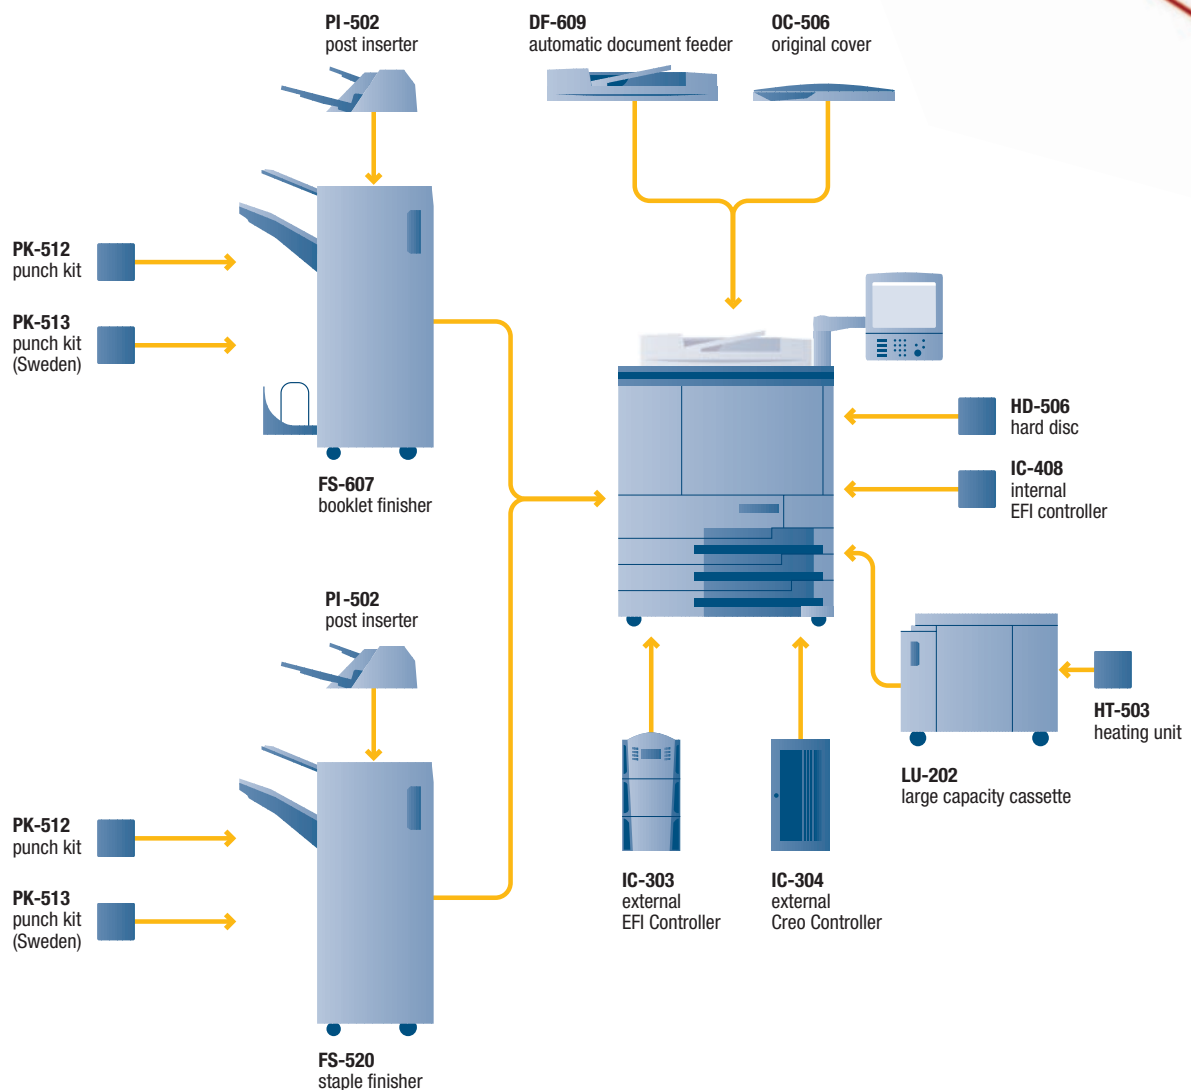 PI-502
post inserter
DF-609
automatic document feeder
OC-506
original cover
PK-512
punch kit
PK-513
punch kit
(Sweden)
FS-607
booklet finisher
HD-506
hard disc
IC-408
internal
EFI controller
PI-502
post inserter
HT-503
heating unit
LU-202
large capacity cassette
PK-512
punch kit
PK-513
punch kit
(Sweden)
IC-303
external
EFI Controller
IC-304
external
Creo Controller
FS-520
staple finisher